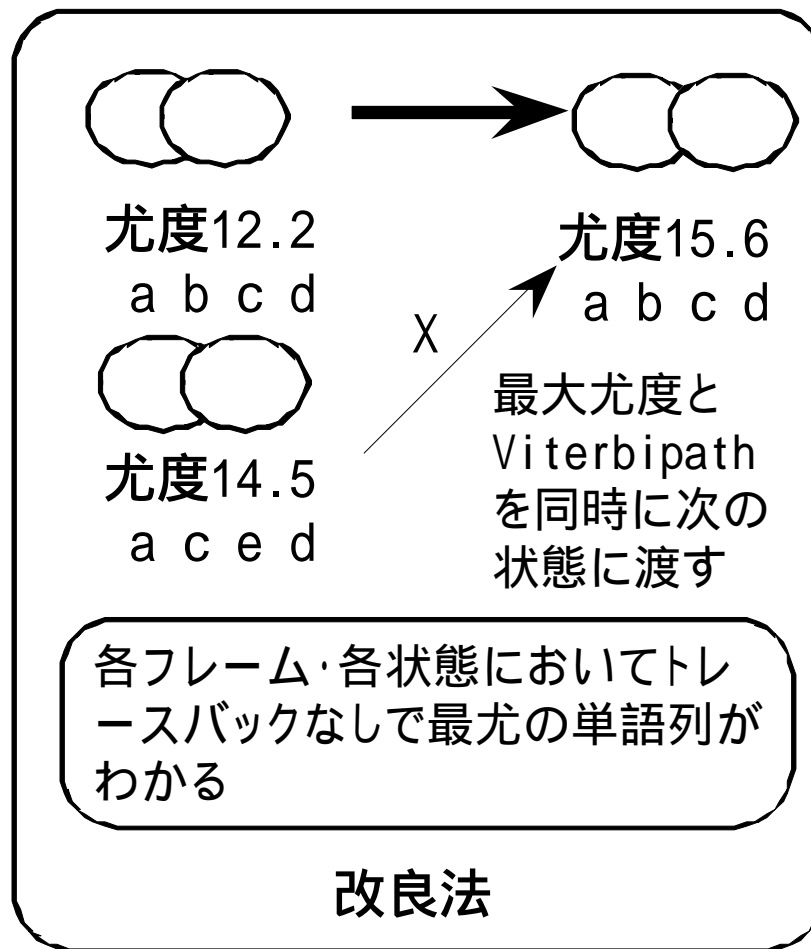 尤度12.2
a b c d
尤度15.6
a b c d
X
尤度14.5
a c e d
最大尤度と
Viterbipath
を同時に次の
状態に渡す
各フレーム・各状態においてトレ
ースバックなしで最尤の単語列が
わかる
改良法